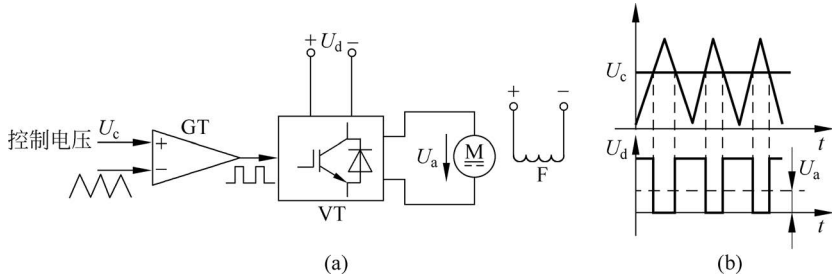 + U_d −
控制电压 U_c
GT
+
−
VT
U_a
M
+ −
F
(a)
U_c
t
U_d
U_a
t
(b)